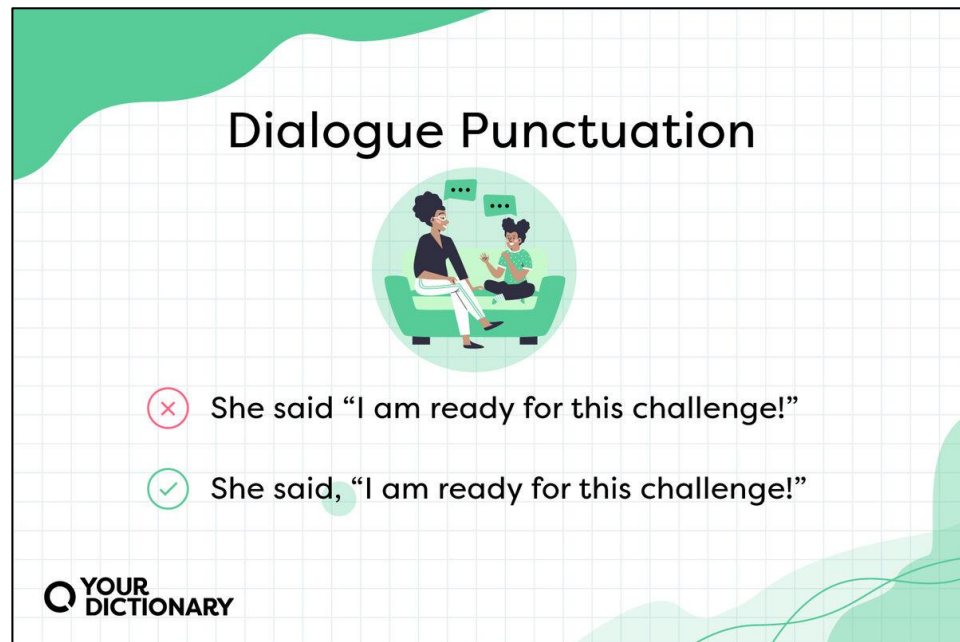 Dialogue Punctuation
She said “I am ready for this challenge!”
She said, “I am ready for this challenge!”
YOUR
DICTIONARY